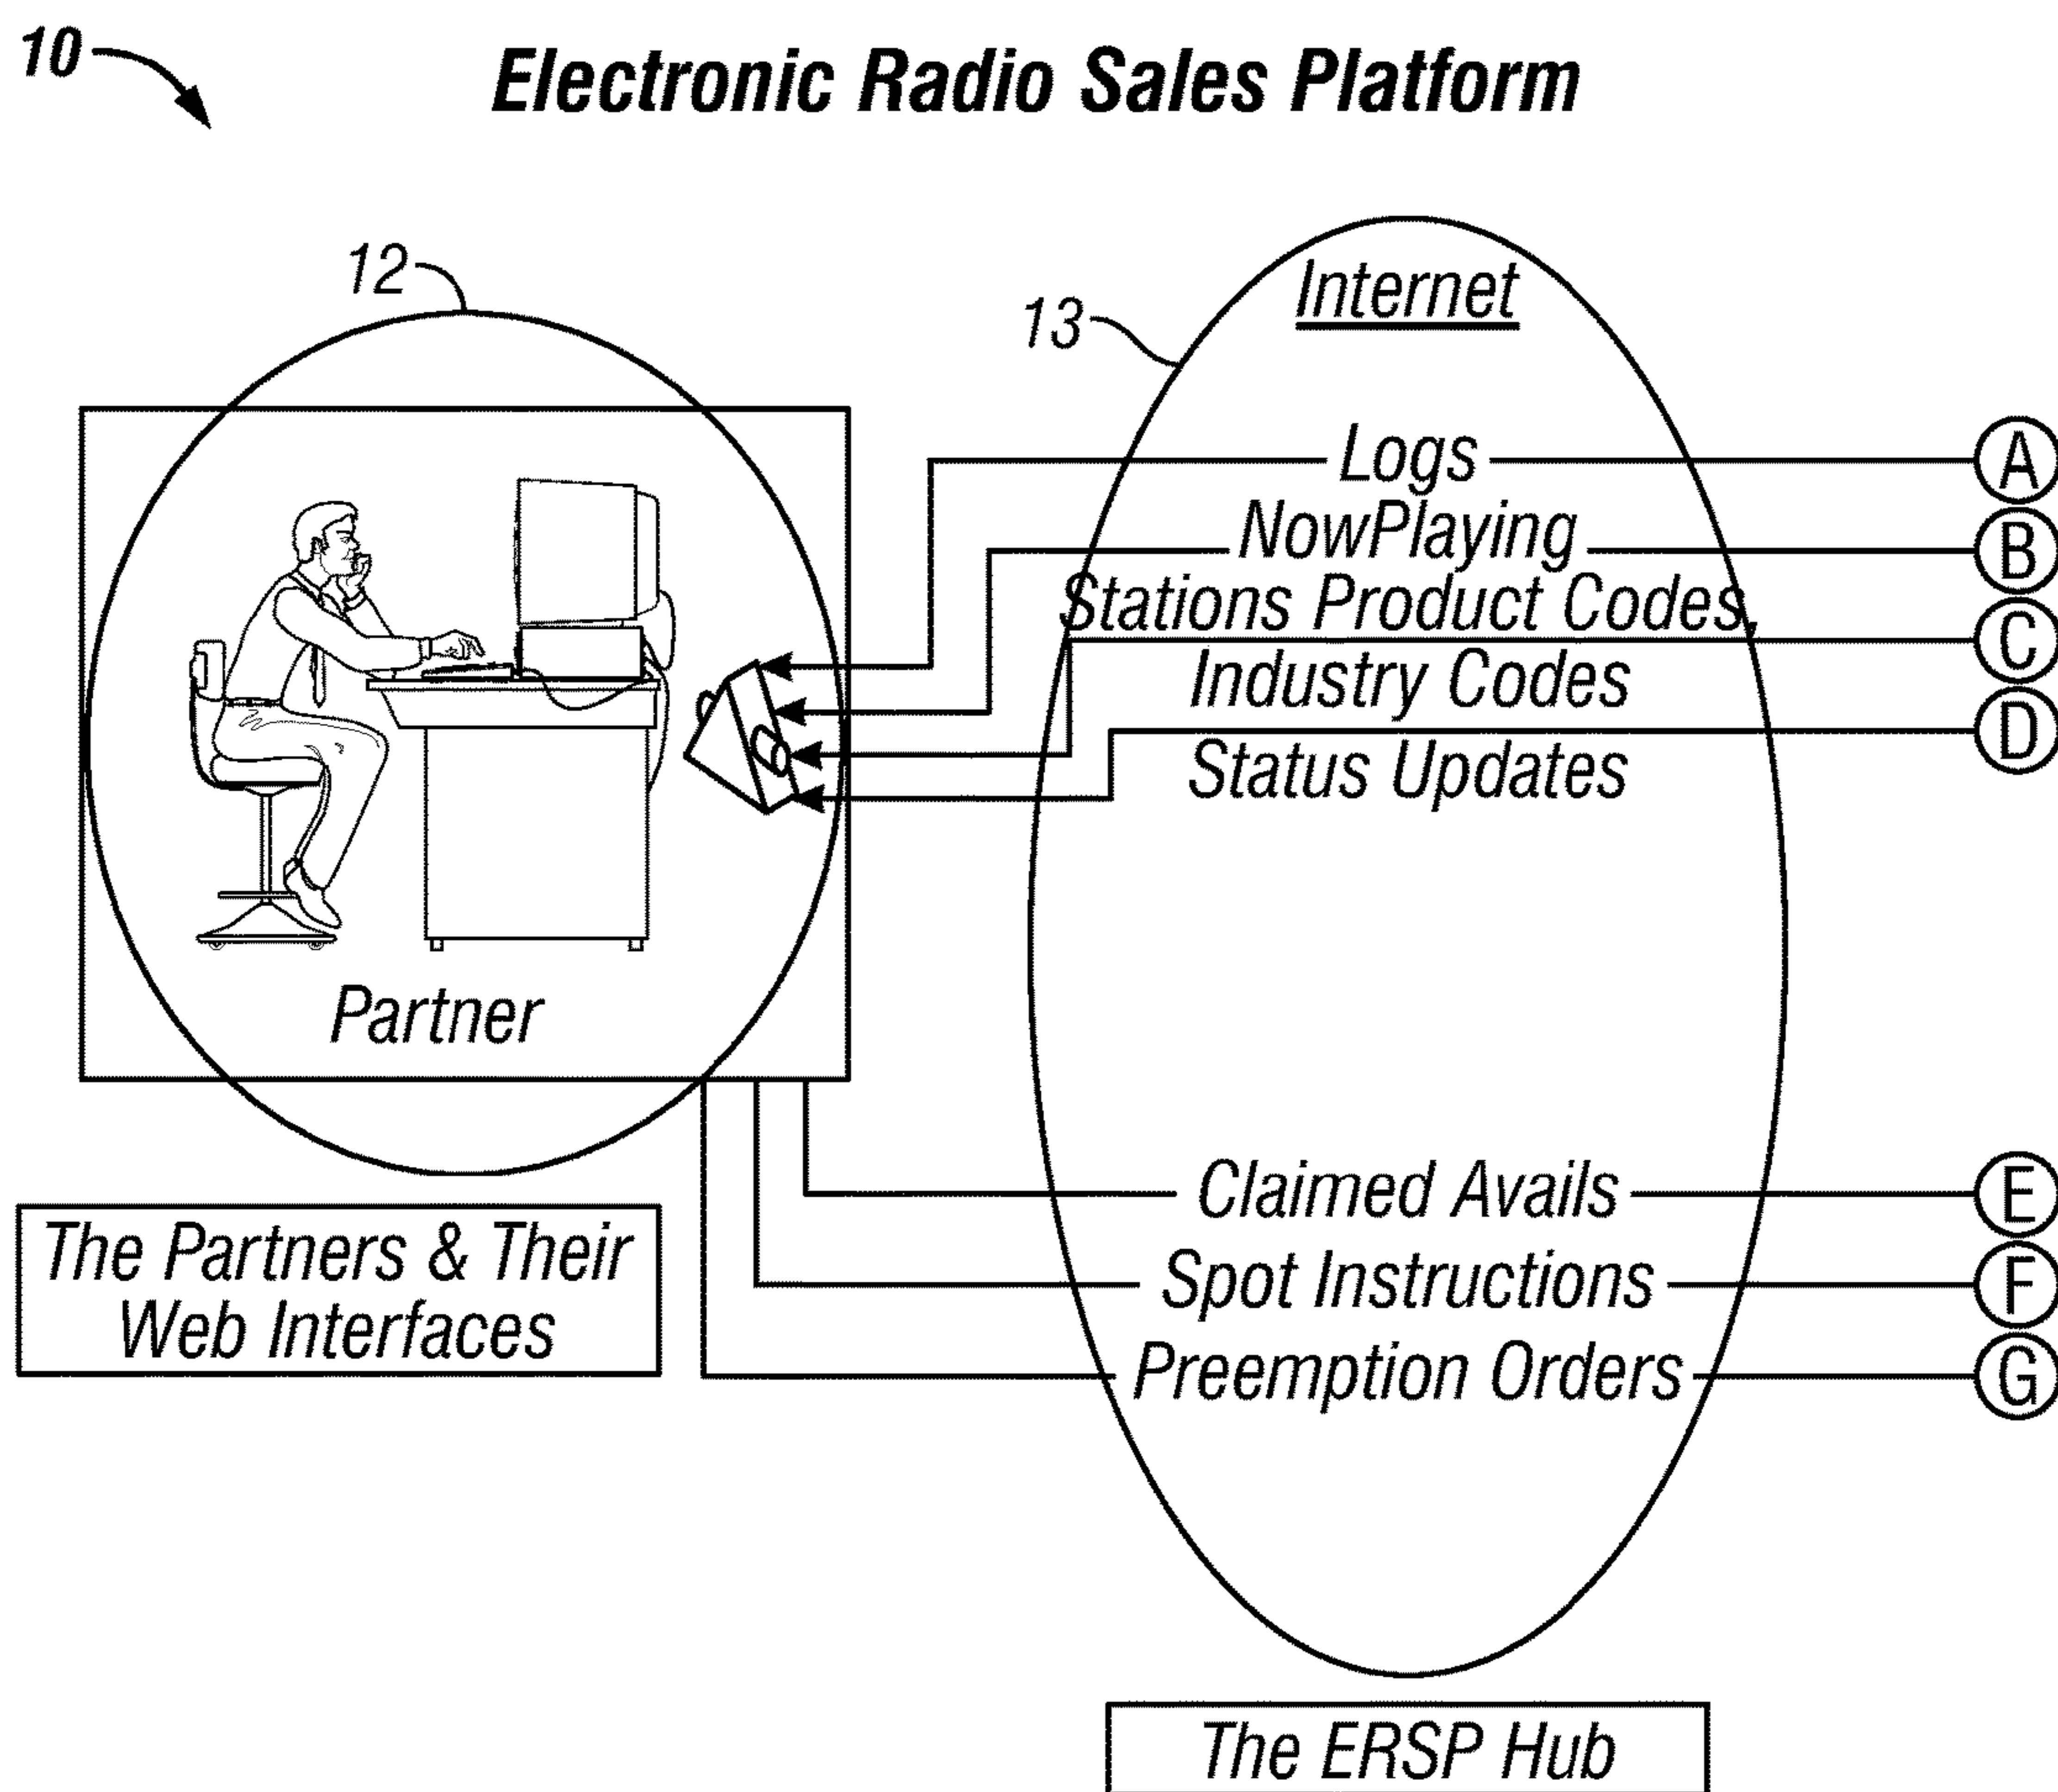 10
Electronic Radio Sales Platform
12
13
Internet
Logs
A
NowPlaying
B
Stations Product Codes,
C
Industry Codes
Status Updates
D
Partner
Claimed Avails
E
The Partners & Their
Web Interfaces
Spot Instructions
F
Preemption Orders
G
The ERSP Hub